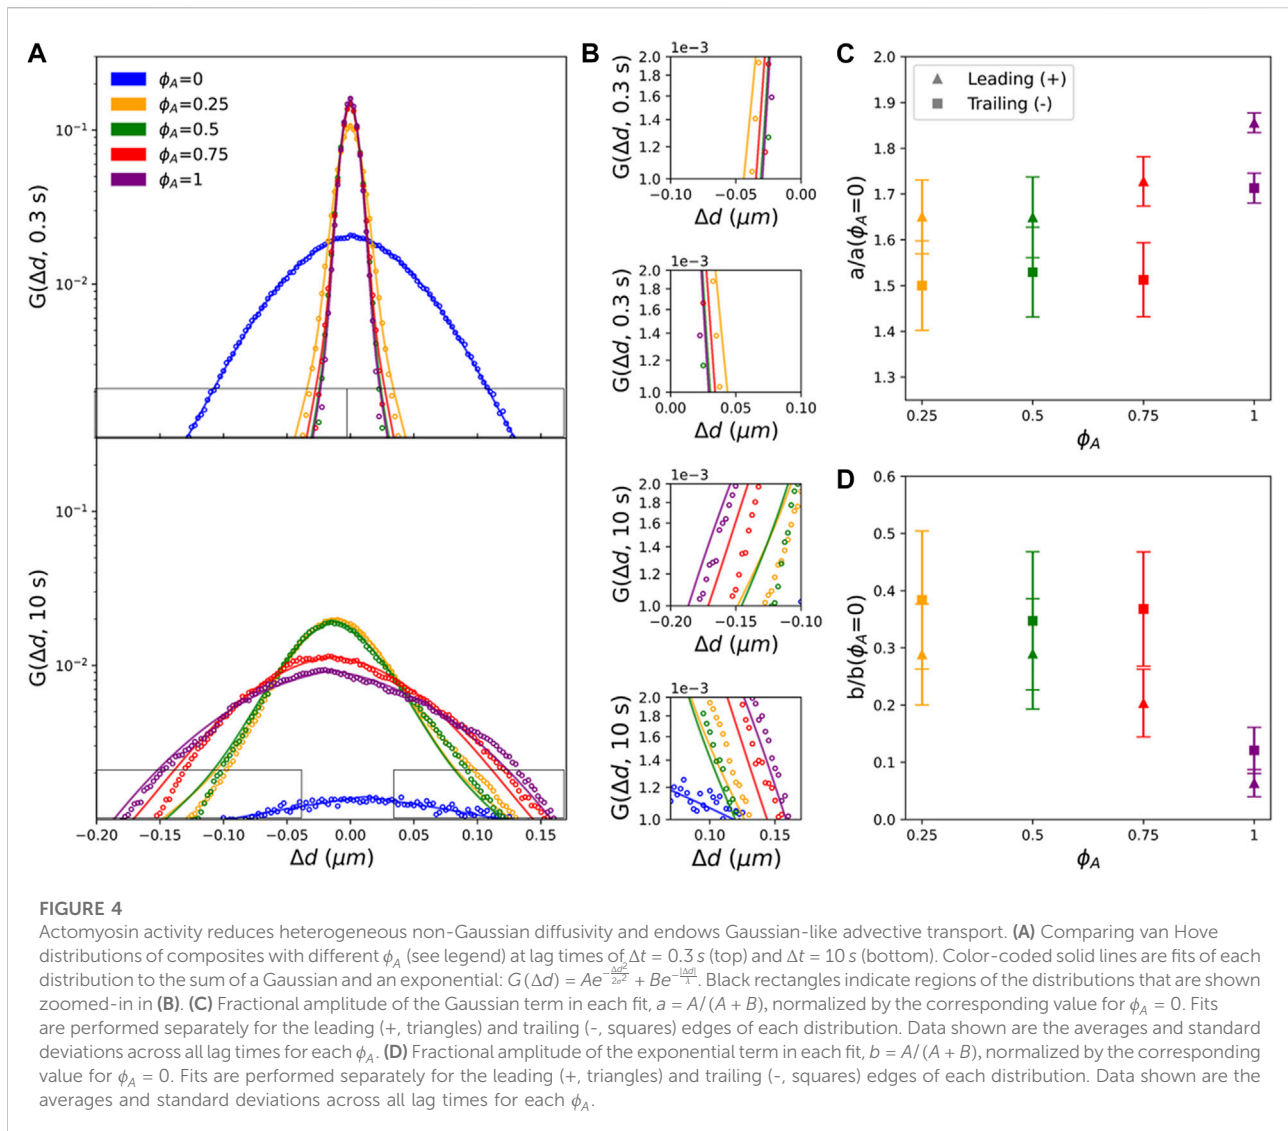 A
ϕ_A=0
ϕ_A=0.25
ϕ_A=0.5
ϕ_A=0.75
ϕ_A=1
G(Δd, 0.3 s)
10⁻¹
10⁻²
G(Δd, 10 s)
10⁻¹
10⁻²
−0.20 −0.15 −0.10 −0.05 0.00 0.05 0.10 0.15
Δd (μm)
B
1e−3
G(Δd, 0.3 s)
2.0
1.8
1.6
1.4
1.2
1.0
−0.10 −0.05 0.00
Δd (μm)
1e−3
G(Δd, 0.3 s)
2.0
1.8
1.6
1.4
1.2
1.0
0.00 0.05 0.10
Δd (μm)
1e−3
G(Δd, 10 s)
2.0
1.8
1.6
1.4
1.2
1.0
−0.20 −0.15 −0.10
Δd (μm)
1e−3
G(Δd, 10 s)
2.0
1.8
1.6
1.4
1.2
1.0
0.10 0.15
Δd (μm)
C
Leading (+)
Trailing (-)
a/a(ϕ_A=0)
2.0
1.9
1.8
1.7
1.6
1.5
1.4
1.3
0.25 0.5 0.75 1
ϕ_A
D
b/b(ϕ_A=0)
0.6
0.5
0.4
0.3
0.2
0.1
0.0
0.25 0.5 0.75 1
ϕ_A
FIGURE 4
Actomyosin activity reduces heterogeneous non-Gaussian diffusivity and endows Gaussian-like advective transport. (A) Comparing van Hove
distributions of composites with different ϕ_A (see legend) at lag times of Δt = 0.3 s (top) and Δt = 10 s (bottom). Color-coded solid lines are fits of each
distribution to the sum of a Gaussian and an exponential: G(Δd) = Ae^{−Δd²/2σ²} + Be^{−|Δd|/λ}. Black rectangles indicate regions of the distributions that are shown
zoomed-in in (B). (C) Fractional amplitude of the Gaussian term in each fit, a = A/(A + B), normalized by the corresponding value for ϕ_A = 0. Fits
are performed separately for the leading (+, triangles) and trailing (-, squares) edges of each distribution. Data shown are the averages and standard
deviations across all lag times for each ϕ_A. (D) Fractional amplitude of the exponential term in each fit, b = A/(A + B), normalized by the corresponding
value for ϕ_A = 0. Fits are performed separately for the leading (+, triangles) and trailing (-, squares) edges of each distribution. Data shown are the
averages and standard deviations across all lag times for each ϕ_A.